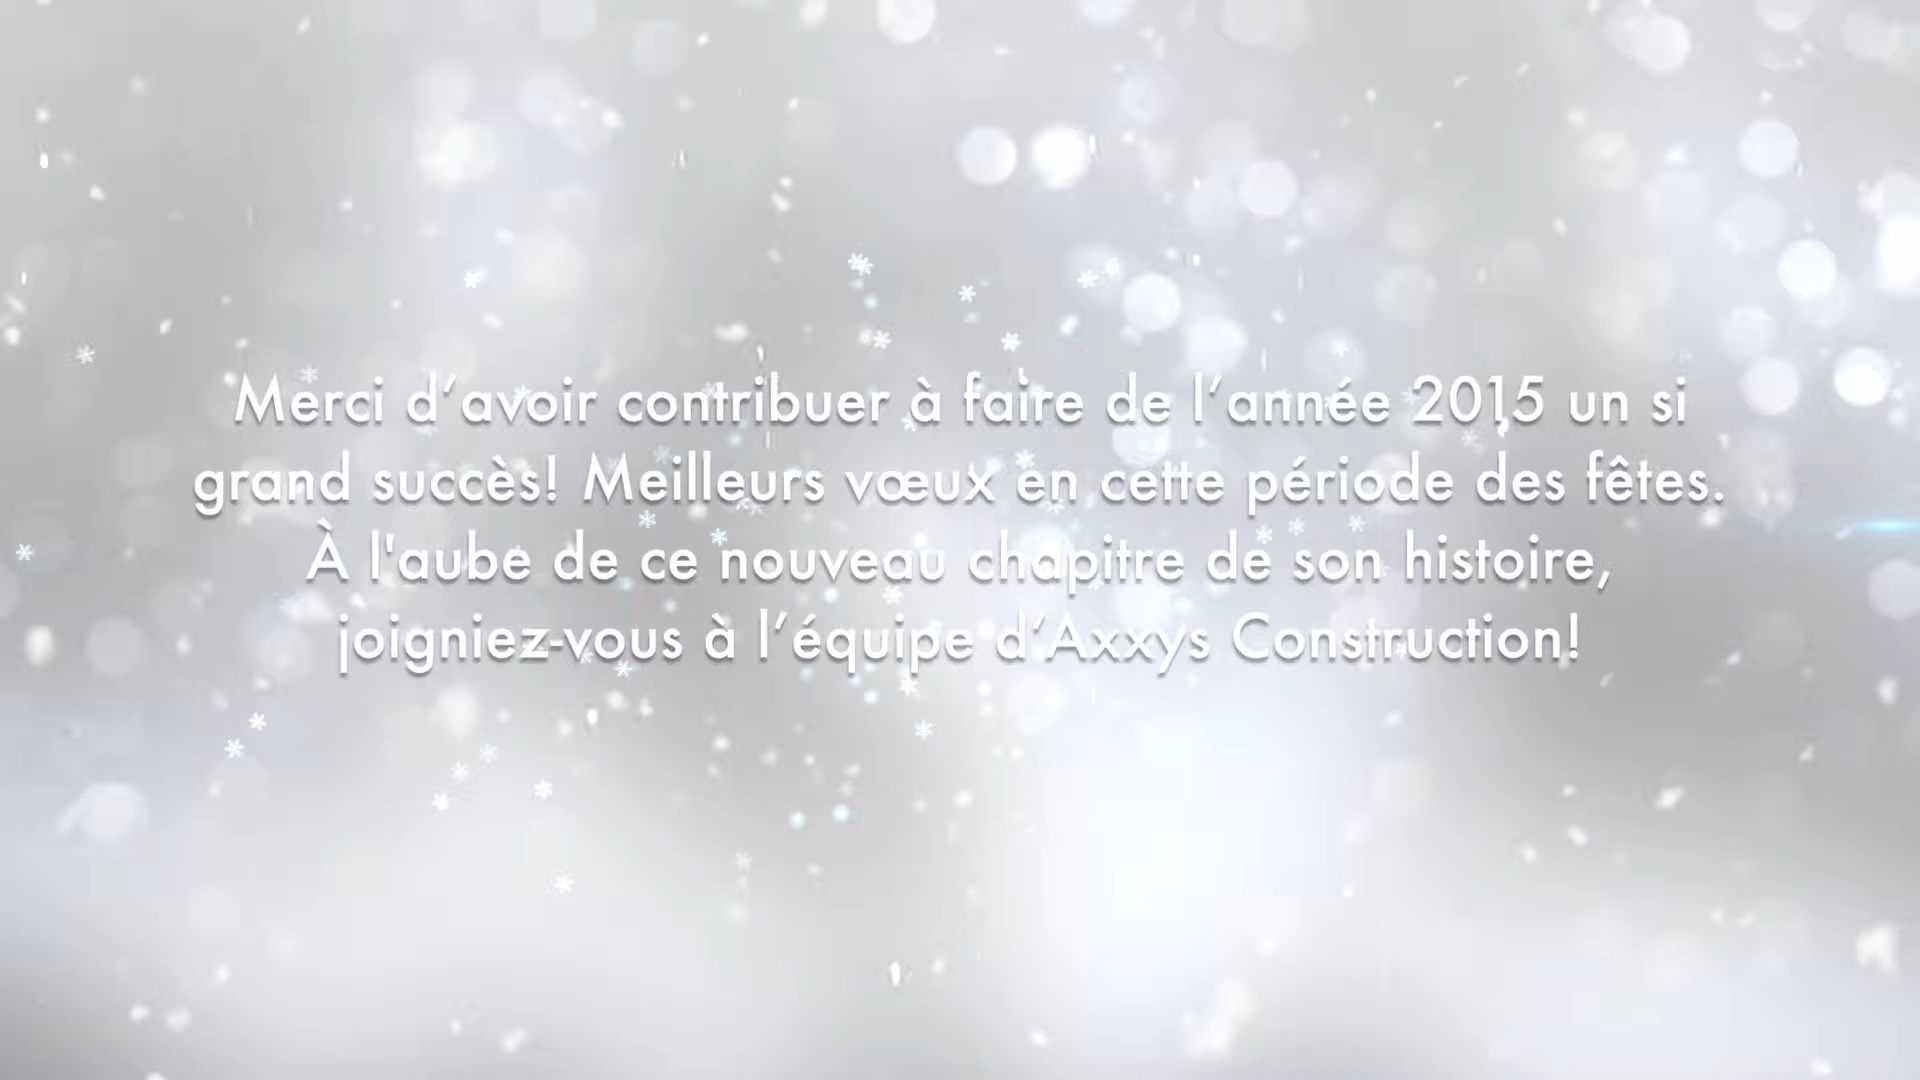 Merci d’avoir contribuer à faire de l’année 2015 un si
grand succès! Meilleurs vœux en cette période des fêtes.
À l'aube de ce nouveau chapitre de son histoire,
joigniez-vous à l’équipe d’Axxys Construction!